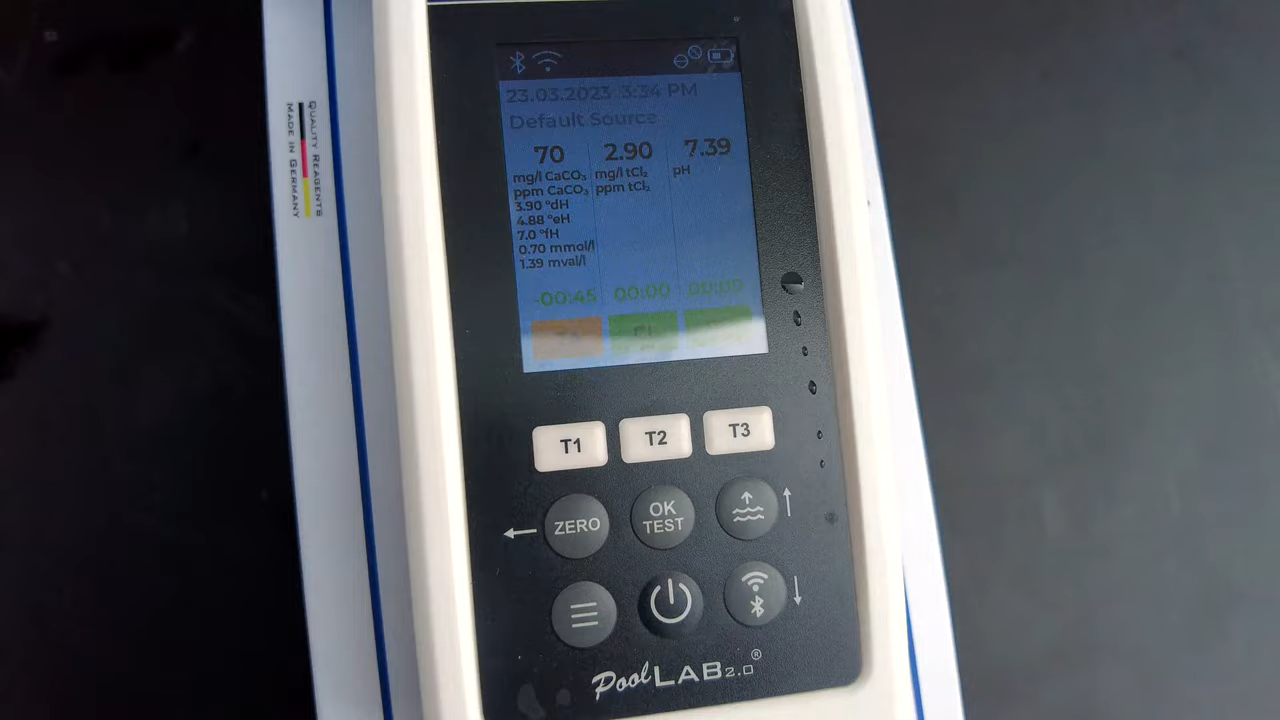 QUALITY REAGENTS
MADE IN GERMANY
23.03.2023 3:34 PM
Default Source
70 2.90 7.39
mg/l CaCO₃ mg/l tCl₂ pH
ppm CaCO₃ ppm tCl₂
3.90 °dH
4.88 °eH
7.0 °fH
0.70 mmol/l
1.39 mval/l
-00:45 00:00 00:00
T1 T2 T3
ZERO OK TEST
PoolLAB 2.0®